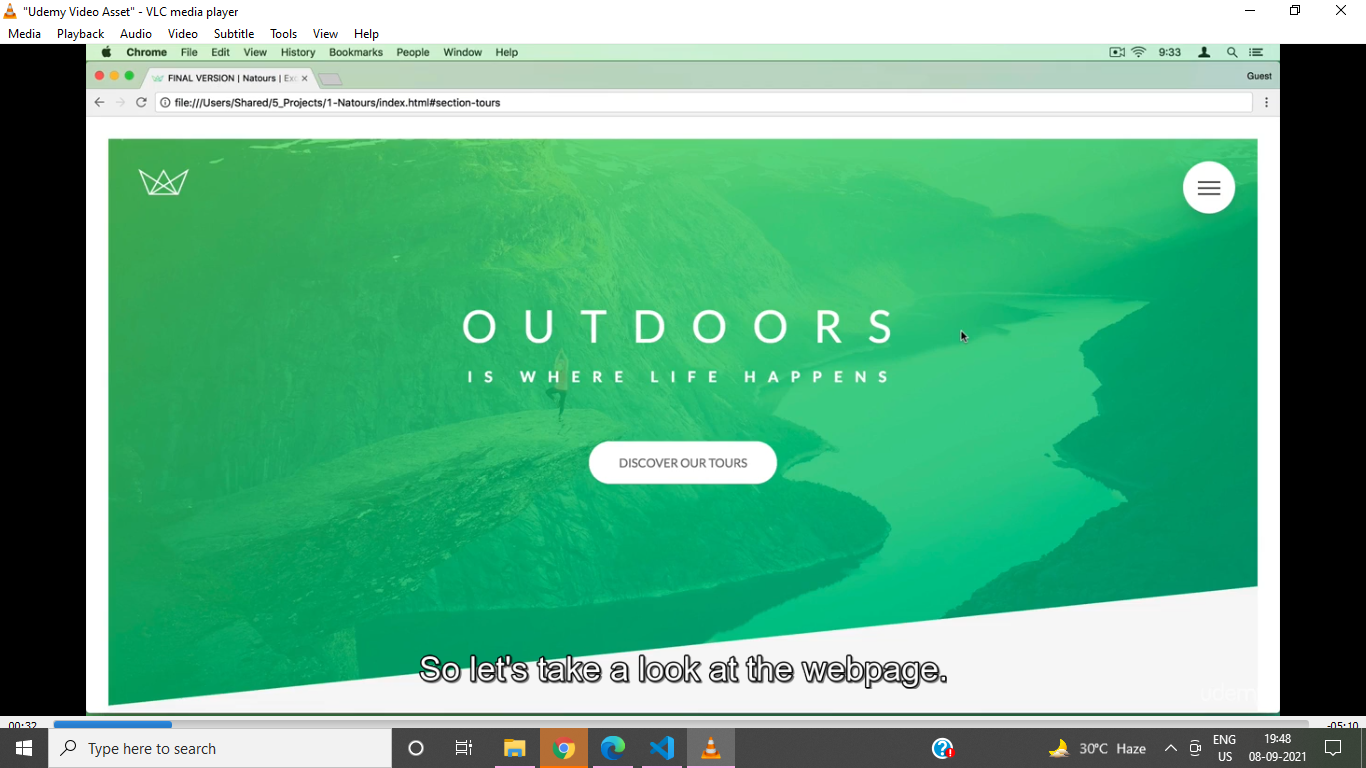 "Udemy Video Asset" - VLC media player
Media Playback Audio Video Subtitle Tools View Help
Chrome File Edit View History Bookmarks People Window Help 9:33
FINAL VERSION | Natours | Exc Guest
file:///Users/Shared/5_Projects/1-Natours/index.html#section-tours
OUTDOORS
IS WHERE LIFE HAPPENS
DISCOVER OUR TOURS
So let's take a look at the webpage.
udemy
00:32 -05:10
Type here to search 30°C Haze ENG 19:48
US 08-09-2021